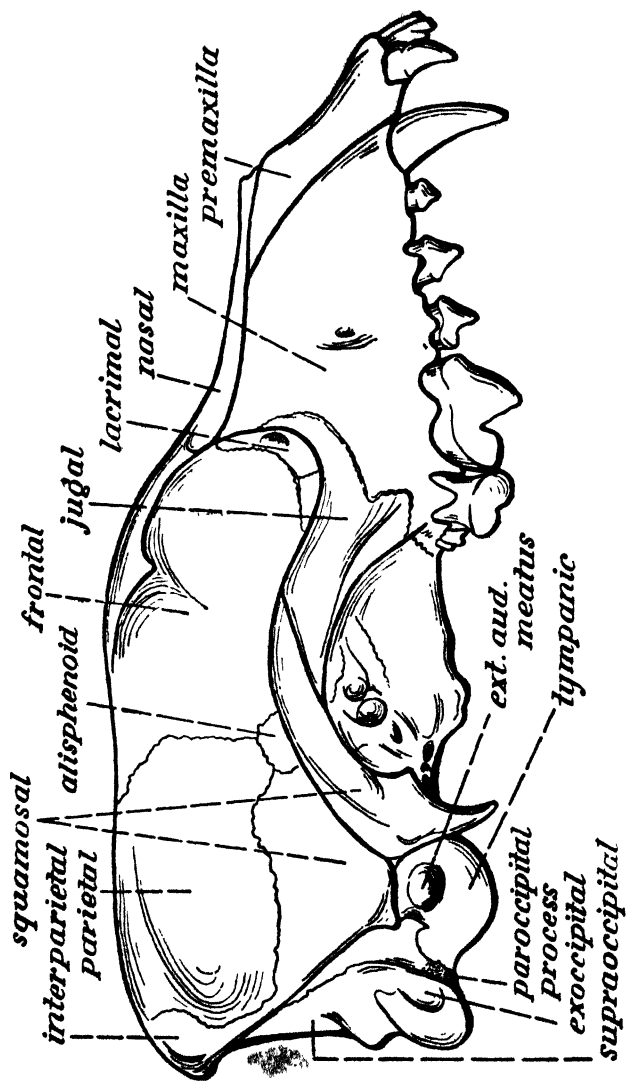 interparietal
squamosal
parietal
alisphenoid
frontal
jugal
lacrimal
nasal
maxilla
premaxilla
supraoccipital
exoccipital
paroccipital
process
tympanic
ext. aud.
meatus